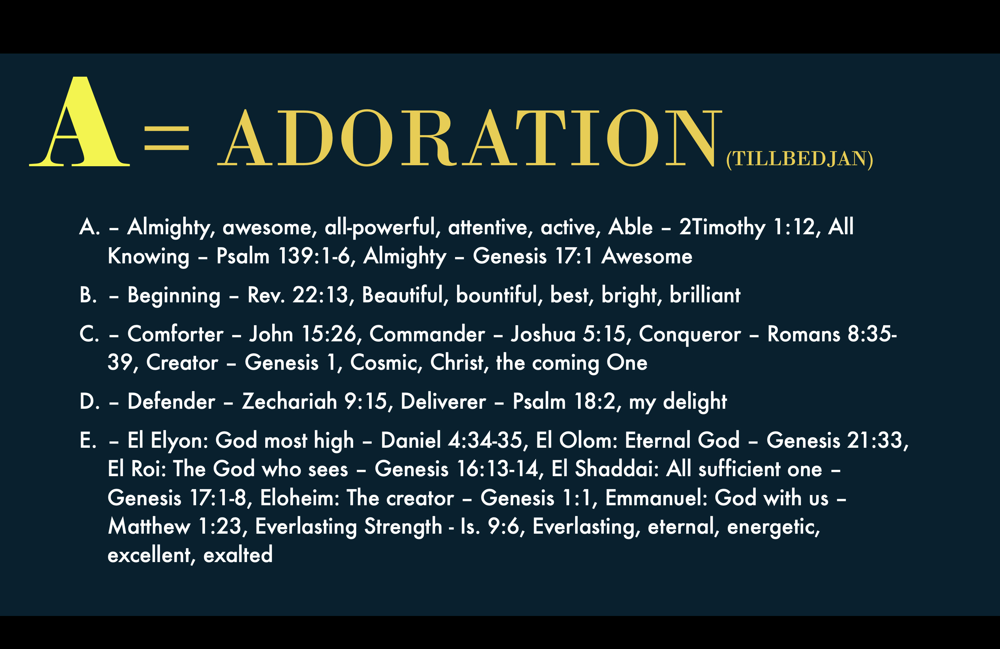 A = ADORATION (TILLBEDJAN)
A. – Almighty, awesome, all-powerful, attentive, active, Able – 2Timothy 1:12, All
Knowing – Psalm 139:1-6, Almighty – Genesis 17:1 Awesome
B. – Beginning – Rev. 22:13, Beautiful, bountiful, best, bright, brilliant
C. – Comforter – John 15:26, Commander – Joshua 5:15, Conqueror – Romans 8:35-
39, Creator – Genesis 1, Cosmic, Christ, the coming One
D. – Defender – Zechariah 9:15, Deliverer – Psalm 18:2, my delight
E. – El Elyon: God most high – Daniel 4:34-35, El Olom: Eternal God – Genesis 21:33,
El Roi: The God who sees – Genesis 16:13-14, El Shaddai: All sufficient one –
Genesis 17:1-8, Eloheim: The creator – Genesis 1:1, Emmanuel: God with us –
Matthew 1:23, Everlasting Strength - Is. 9:6, Everlasting, eternal, energetic,
excellent, exalted